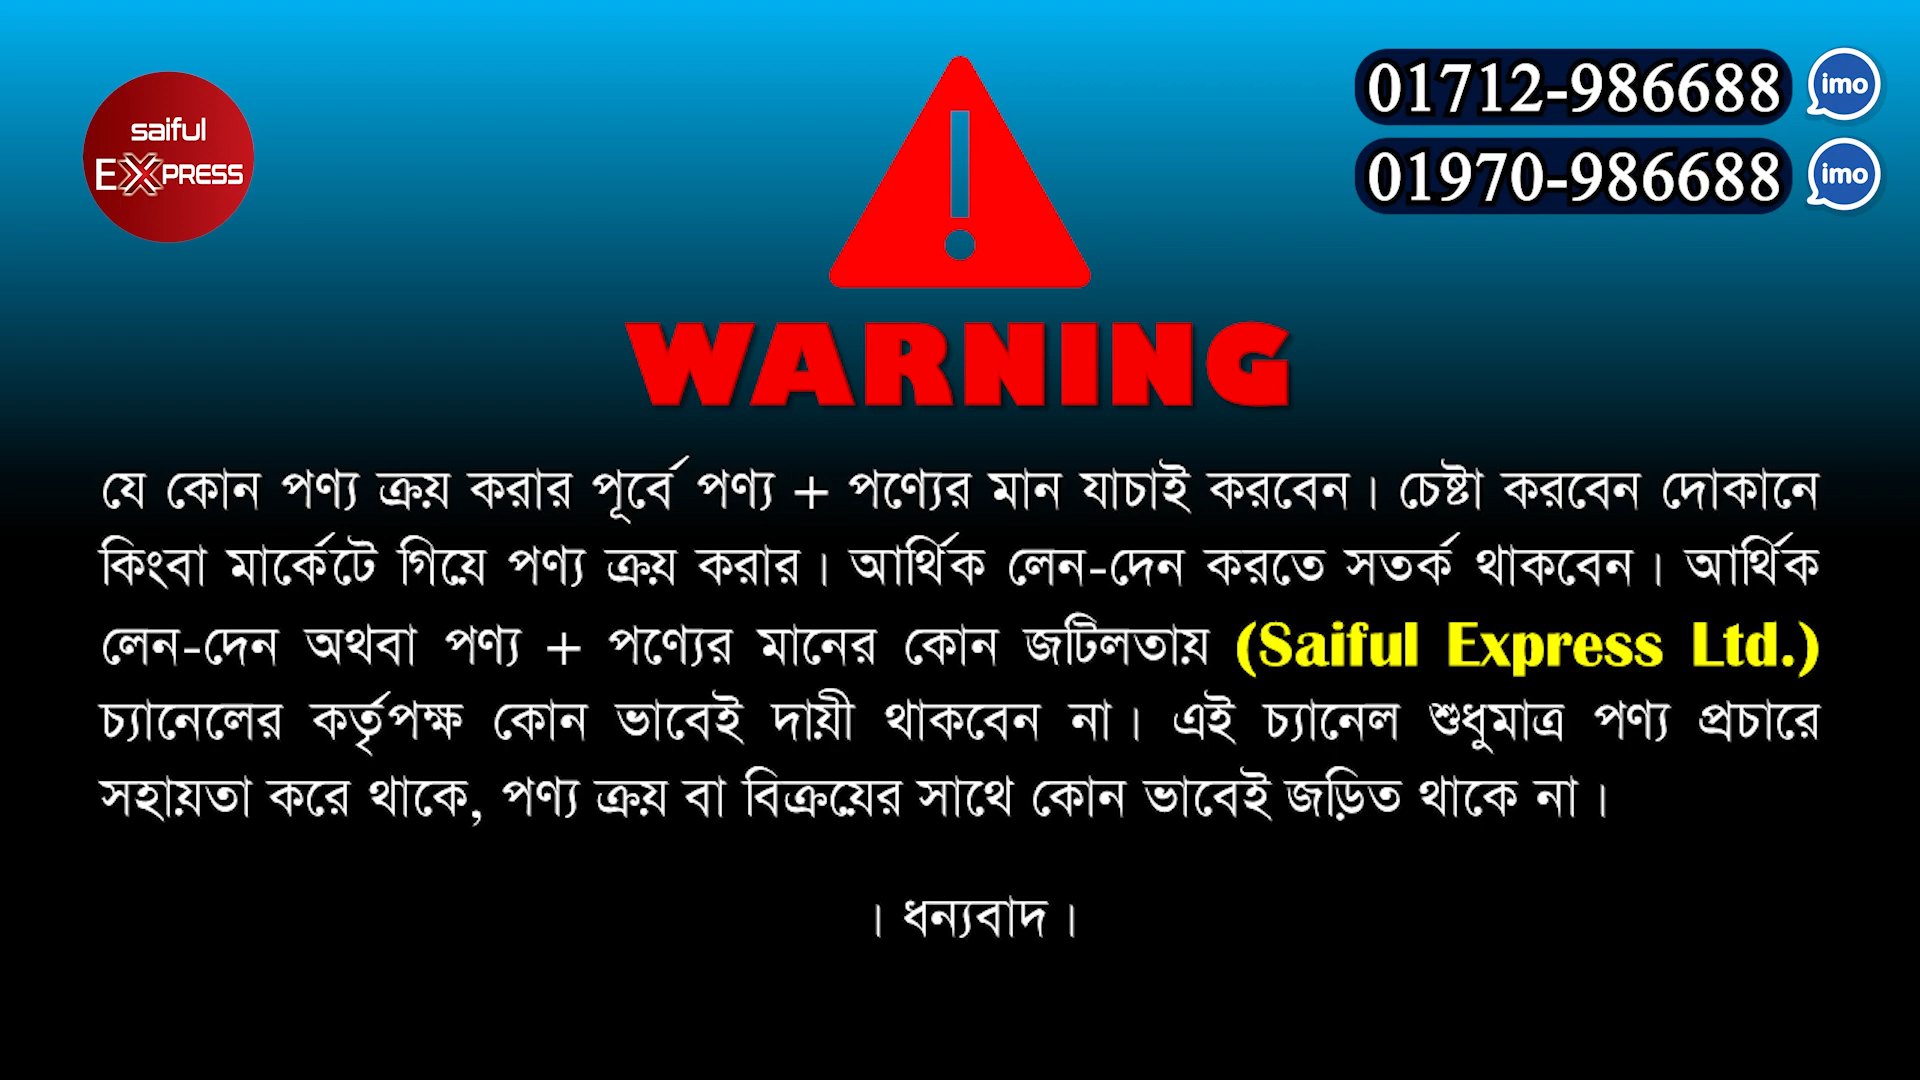 saiful
EXPRESS
01712-986688 imo
01970-986688 imo
WARNING
যে কোন পণ্য ক্রয় করার পূর্বে পণ্য + পণ্যের মান যাচাই করবেন। চেষ্টা করবেন দোকানে
কিংবা মার্কেটে গিয়ে পণ্য ক্রয় করার। আর্থিক লেন-দেন করতে সতর্ক থাকবেন। আর্থিক
লেন-দেন অথবা পণ্য + পণ্যের মানের কোন জটিলতায় (Saiful Express Ltd.)
চ্যানেলের কর্তৃপক্ষ কোন ভাবেই দায়ী থাকবেন না। এই চ্যানেল শুধুমাত্র পণ্য প্রচারে
সহায়তা করে থাকে, পণ্য ক্রয় বা বিক্রয়ের সাথে কোন ভাবেই জড়িত থাকে না।
। ধন্যবাদ।